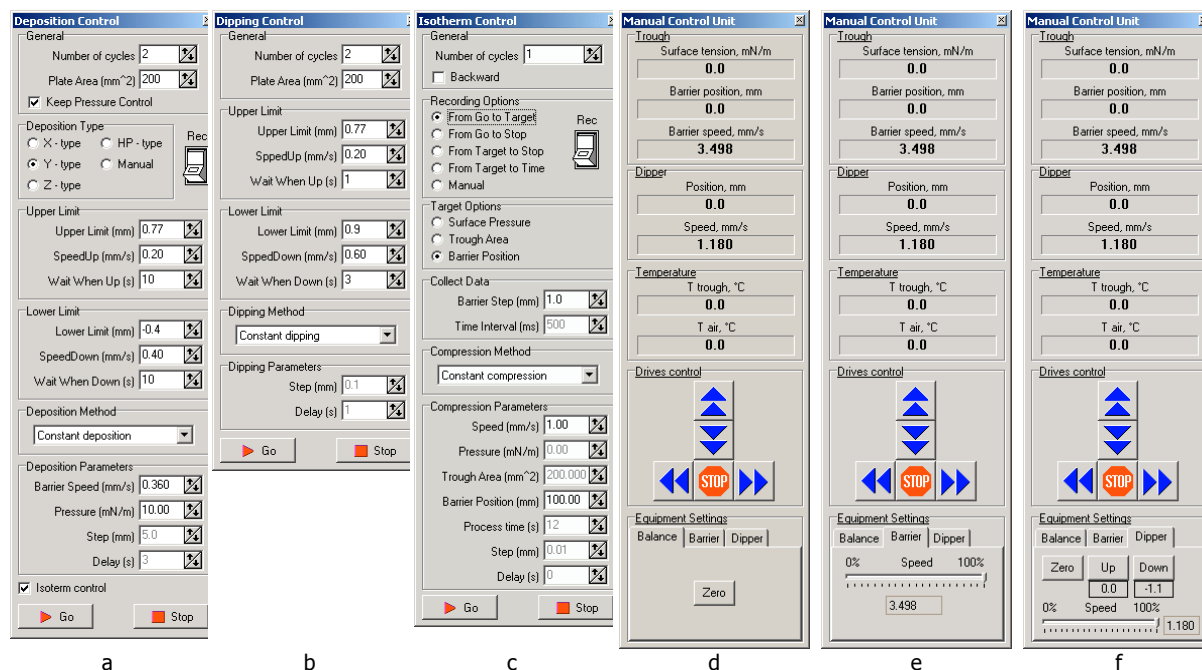 Deposition Control
General
Number of cycles 2
Plate Area (mm^2) 200
Keep Pressure Control
Deposition Type
X - type HP - type
Y - type Manual
Z - type
Rec
Upper Limit
Upper Limit (mm) 0.77
SpeedUp (mm/s) 0.20
Wait When Up (s) 10
Lower Limit
Lower Limit (mm) -0.4
SpeedDown (mm/s) 0.40
Wait When Down (s) 10
Deposition Method
Constant deposition
Deposition Parameters
Barrier Speed (mm/s) 0.360
Pressure (mN/m) 10.00
Step (mm) 5.0
Delay (s) 3
Isoterm control
Go Stop
a
Dipping Control
General
Number of cycles 2
Plate Area (mm^2) 200
Upper Limit
Upper Limit (mm) 0.77
SppedUp (mm/s) 0.20
Wait When Up (s) 1
Lower Limit
Lower Limit (mm) 0.9
SppedDown (mm/s) 0.60
Wait When Down (s) 3
Dipping Method
Constant dipping
Dipping Parameters
Step (mm) 0.1
Delay (s) 1
Go Stop
b
Isotherm Control
General
Number of cycles 1
Backward
Recording Options
From Go to Target
From Go to Stop
From Target to Stop
From Target to Time
Manual
Rec
Target Options
Surface Pressure
Trough Area
Barrier Position
Collect Data
Barrier Step (mm) 1.0
Time Interval (ms) 500
Compression Method
Constant compression
Compression Parameters
Speed (mm/s) 1.00
Pressure (mN/m) 0.00
Trough Area (mm^2) 200.000
Barrier Position (mm) 100.00
Process time (s) 12
Step (mm) 0.01
Delay (s) 0
Go Stop
c
Manual Control Unit
Trough
Surface tension, mN/m
0.0
Barrier position, mm
0.0
Barrier speed, mm/s
3.498
Dipper
Position, mm
0.0
Speed, mm/s
1.180
Temperature
T trough, °C
0.0
T air, °C
0.0
Drives control
STOP
Equipment Settings
Balance Barrier Dipper
Zero
d
Manual Control Unit
Trough
Surface tension, mN/m
0.0
Barrier position, mm
0.0
Barrier speed, mm/s
3.498
Dipper
Position, mm
0.0
Speed, mm/s
1.180
Temperature
T trough, °C
0.0
T air, °C
0.0
Drives control
STOP
Equipment Settings
Balance Barrier Dipper
0% Speed 100%
3.498
e
Manual Control Unit
Trough
Surface tension, mN/m
0.0
Barrier position, mm
0.0
Barrier speed, mm/s
3.498
Dipper
Position, mm
0.0
Speed, mm/s
1.180
Temperature
T trough, °C
0.0
T air, °C
0.0
Drives control
STOP
Equipment Settings
Balance Barrier Dipper
Zero Up Down
0.0 -1.1
0% Speed 100%
1.180
f